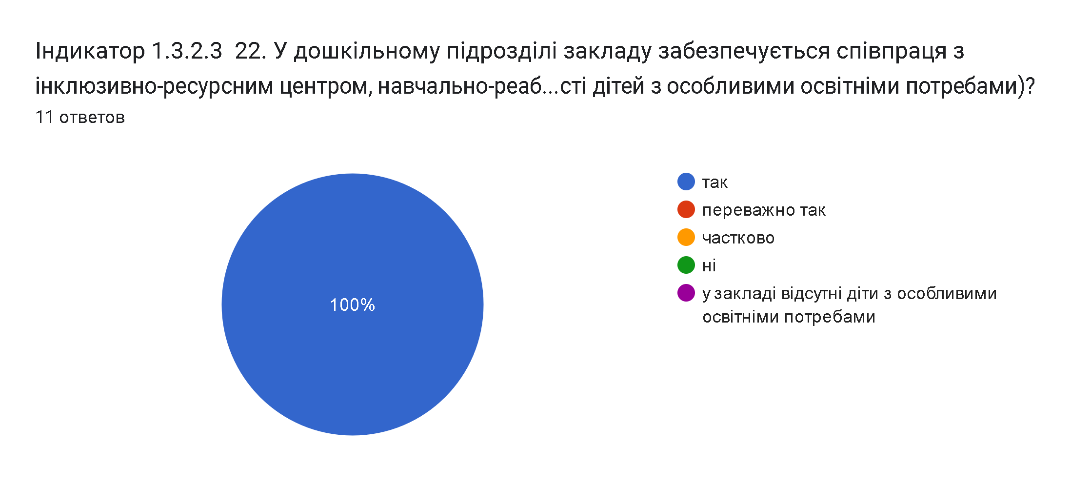 Індикатор 1.3.2.3 22. У дошкільному підрозділі закладу забезпечується співпраця з
інклюзивно-ресурсним центром, навчально-реаб...сті дітей з особливими освітніми потребами)?
11 ответов
так
переважно так
частково
ні
у закладі відсутні діти з особливими
освітніми потребами
100%